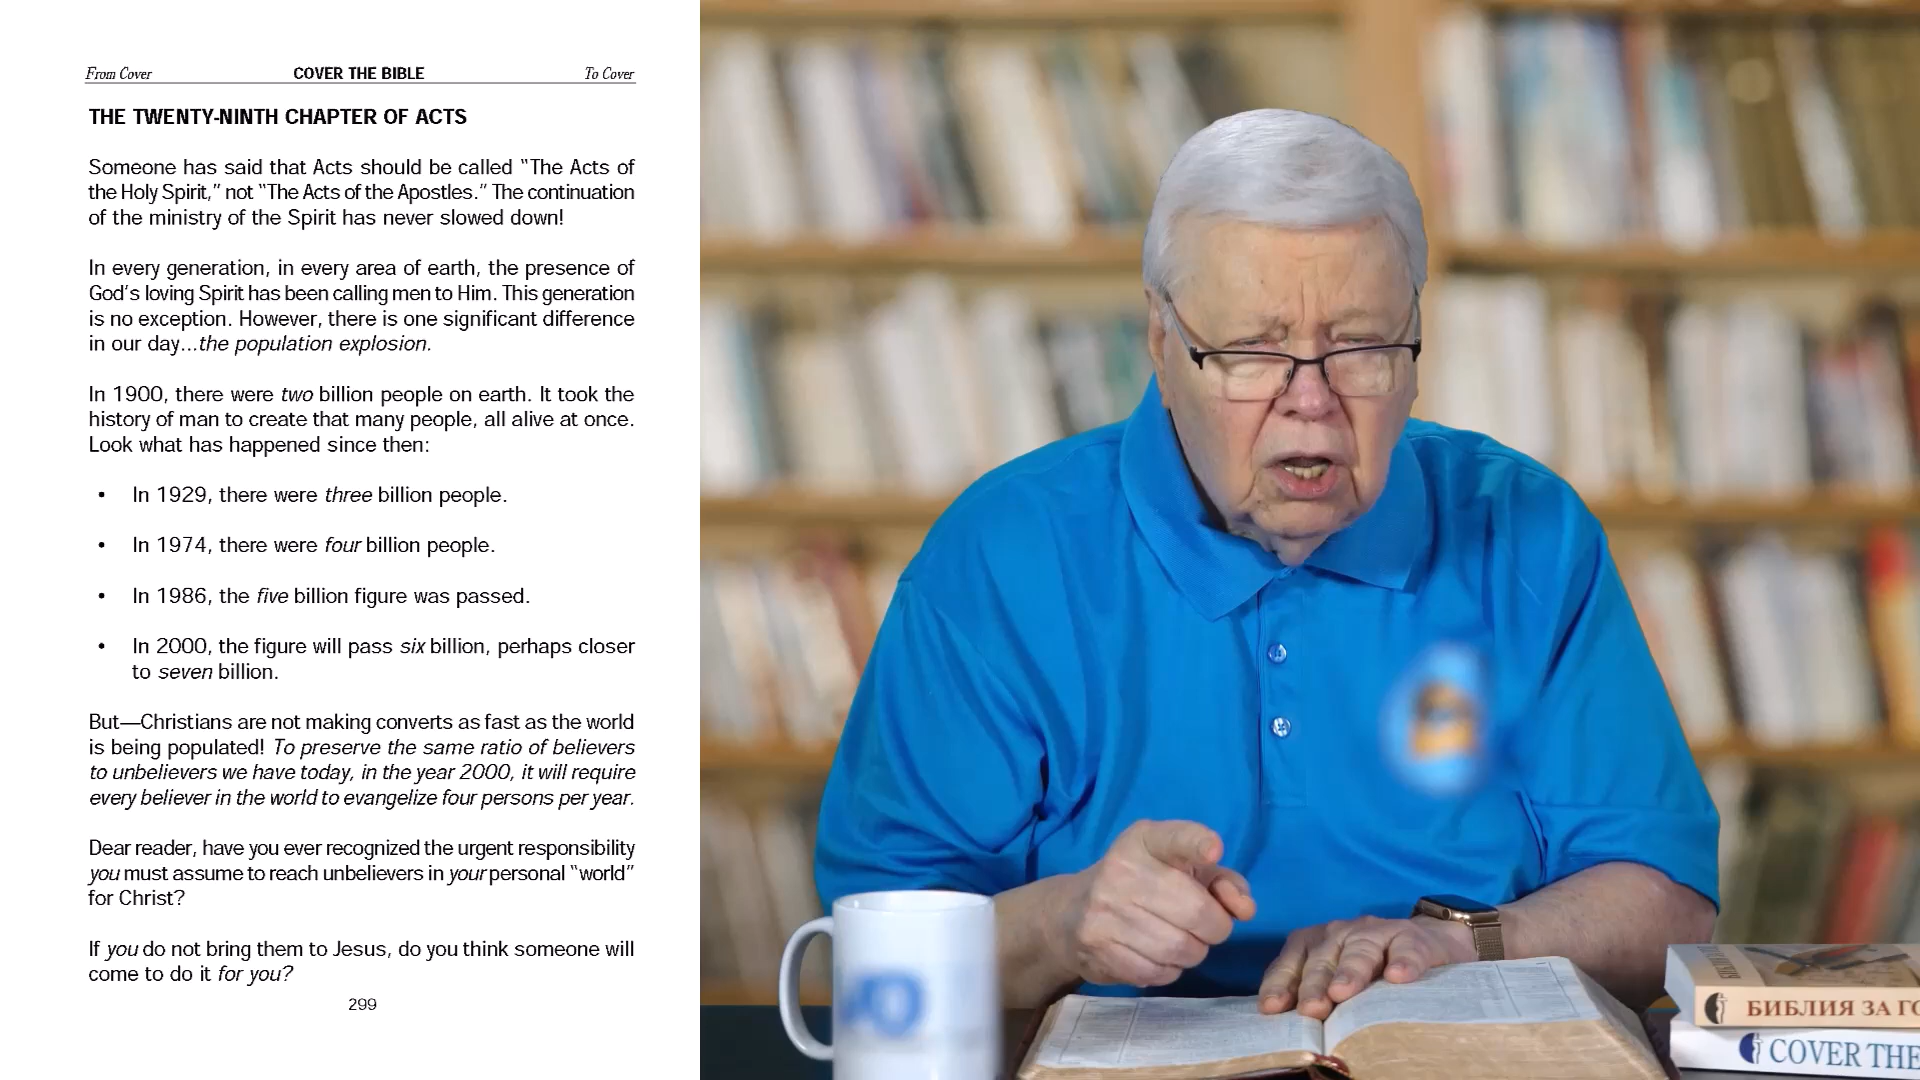 From Cover COVER THE BIBLE To Cover
THE TWENTY-NINTH CHAPTER OF ACTS
Someone has said that Acts should be called “The Acts of
the Holy Spirit,” not “The Acts of the Apostles.” The continuation
of the ministry of the Spirit has never slowed down!
In every generation, in every area of earth, the presence of
God’s loving Spirit has been calling men to Him. This generation
is no exception. However, there is one significant difference
in our day...the population explosion.
In 1900, there were two billion people on earth. It took the
history of man to create that many people, all alive at once.
Look what has happened since then:
• In 1929, there were three billion people.
• In 1974, there were four billion people.
• In 1986, the five billion figure was passed.
• In 2000, the figure will pass six billion, perhaps closer
to seven billion.
But—Christians are not making converts as fast as the world
is being populated! To preserve the same ratio of believers
to unbelievers we have today, in the year 2000, it will require
every believer in the world to evangelize four persons per year.
Dear reader, have you ever recognized the urgent responsibility
you must assume to reach unbelievers in your personal “world”
for Christ?
If you do not bring them to Jesus, do you think someone will
come to do it for you?
299
БИБЛИЯ ЗА ГО
COVER THE